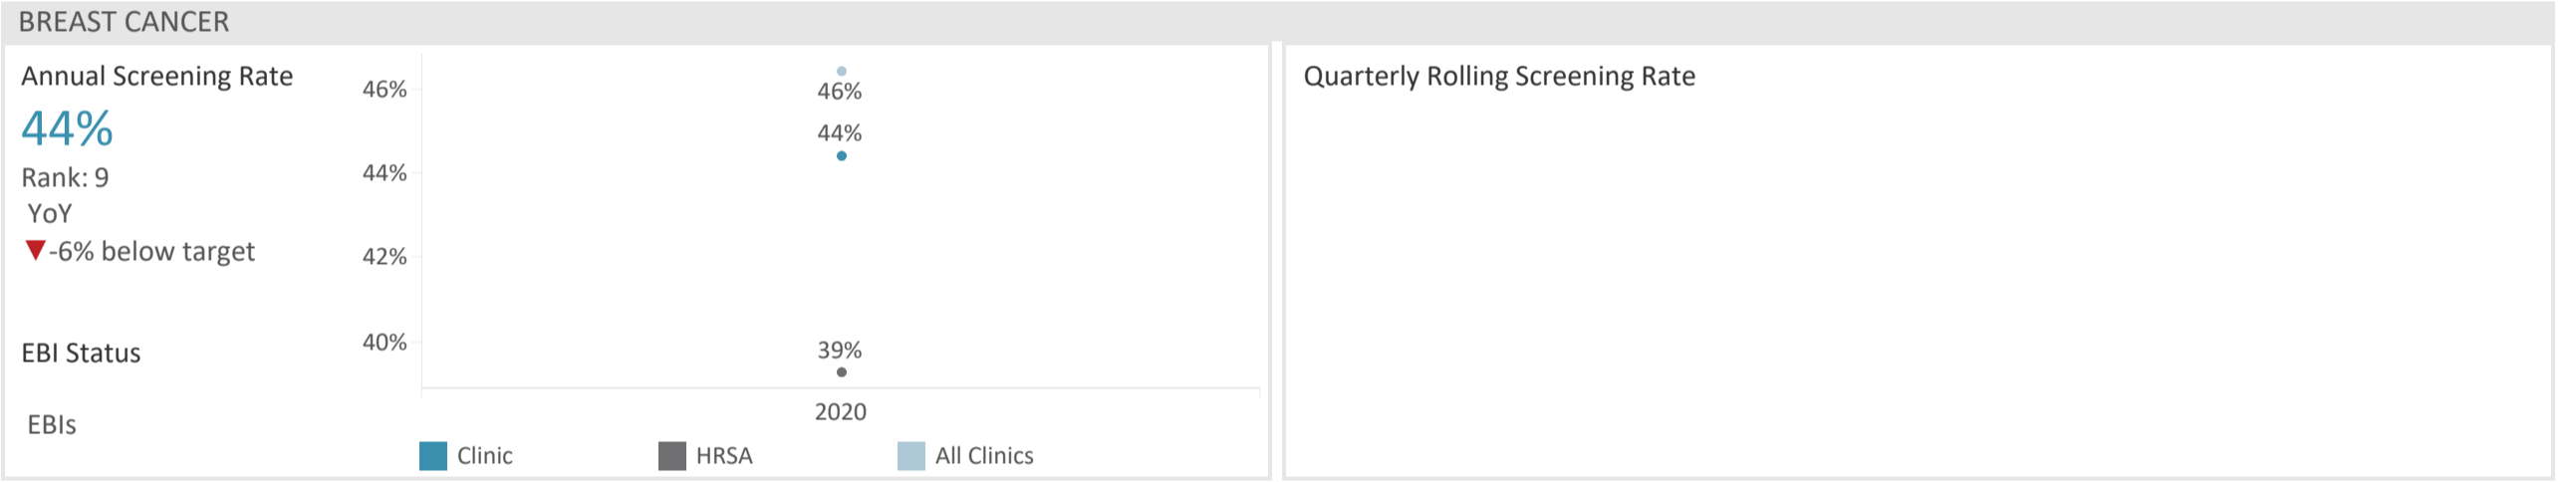 BREAST CANCER
Annual Screening Rate
44%
Rank: 9
YoY
▼-6% below target
EBI Status
EBIs
46%
44%
42%
40%
46%
44%
39%
2020
Clinic
HRSA
All Clinics
Quarterly Rolling Screening Rate